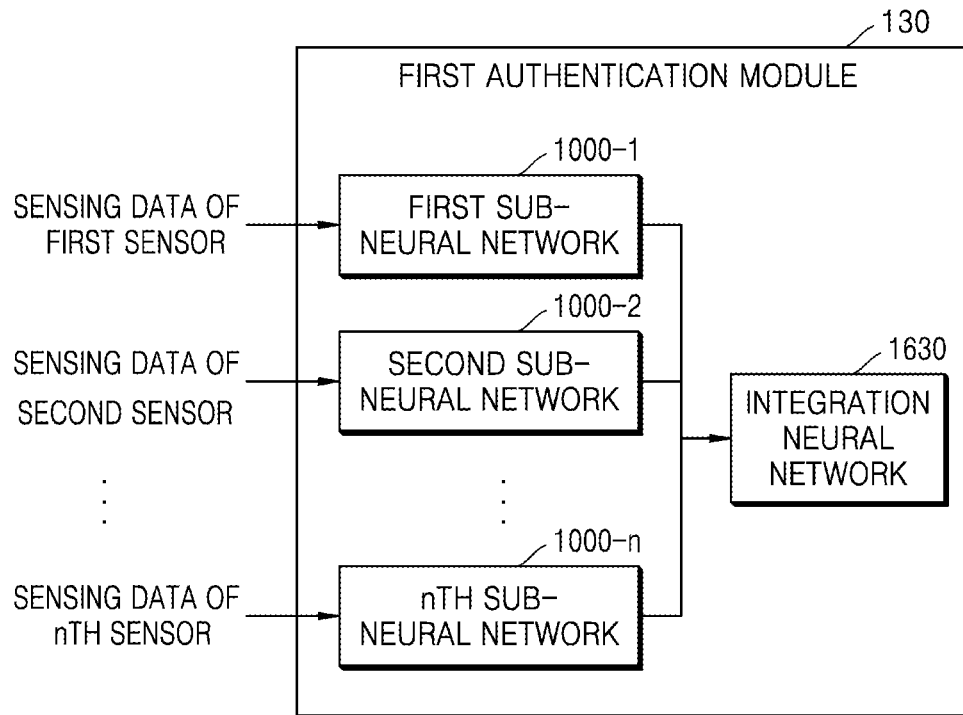 130
FIRST AUTHENTICATION MODULE
1000-1
SENSING DATA OF
FIRST SENSOR
FIRST SUB-
NEURAL NETWORK
1000-2
SENSING DATA OF
SECOND SENSOR
SECOND SUB-
NEURAL NETWORK
1630
INTEGRATION
NEURAL
NETWORK
1000-n
SENSING DATA OF
nTH SENSOR
nTH SUB-
NEURAL NETWORK